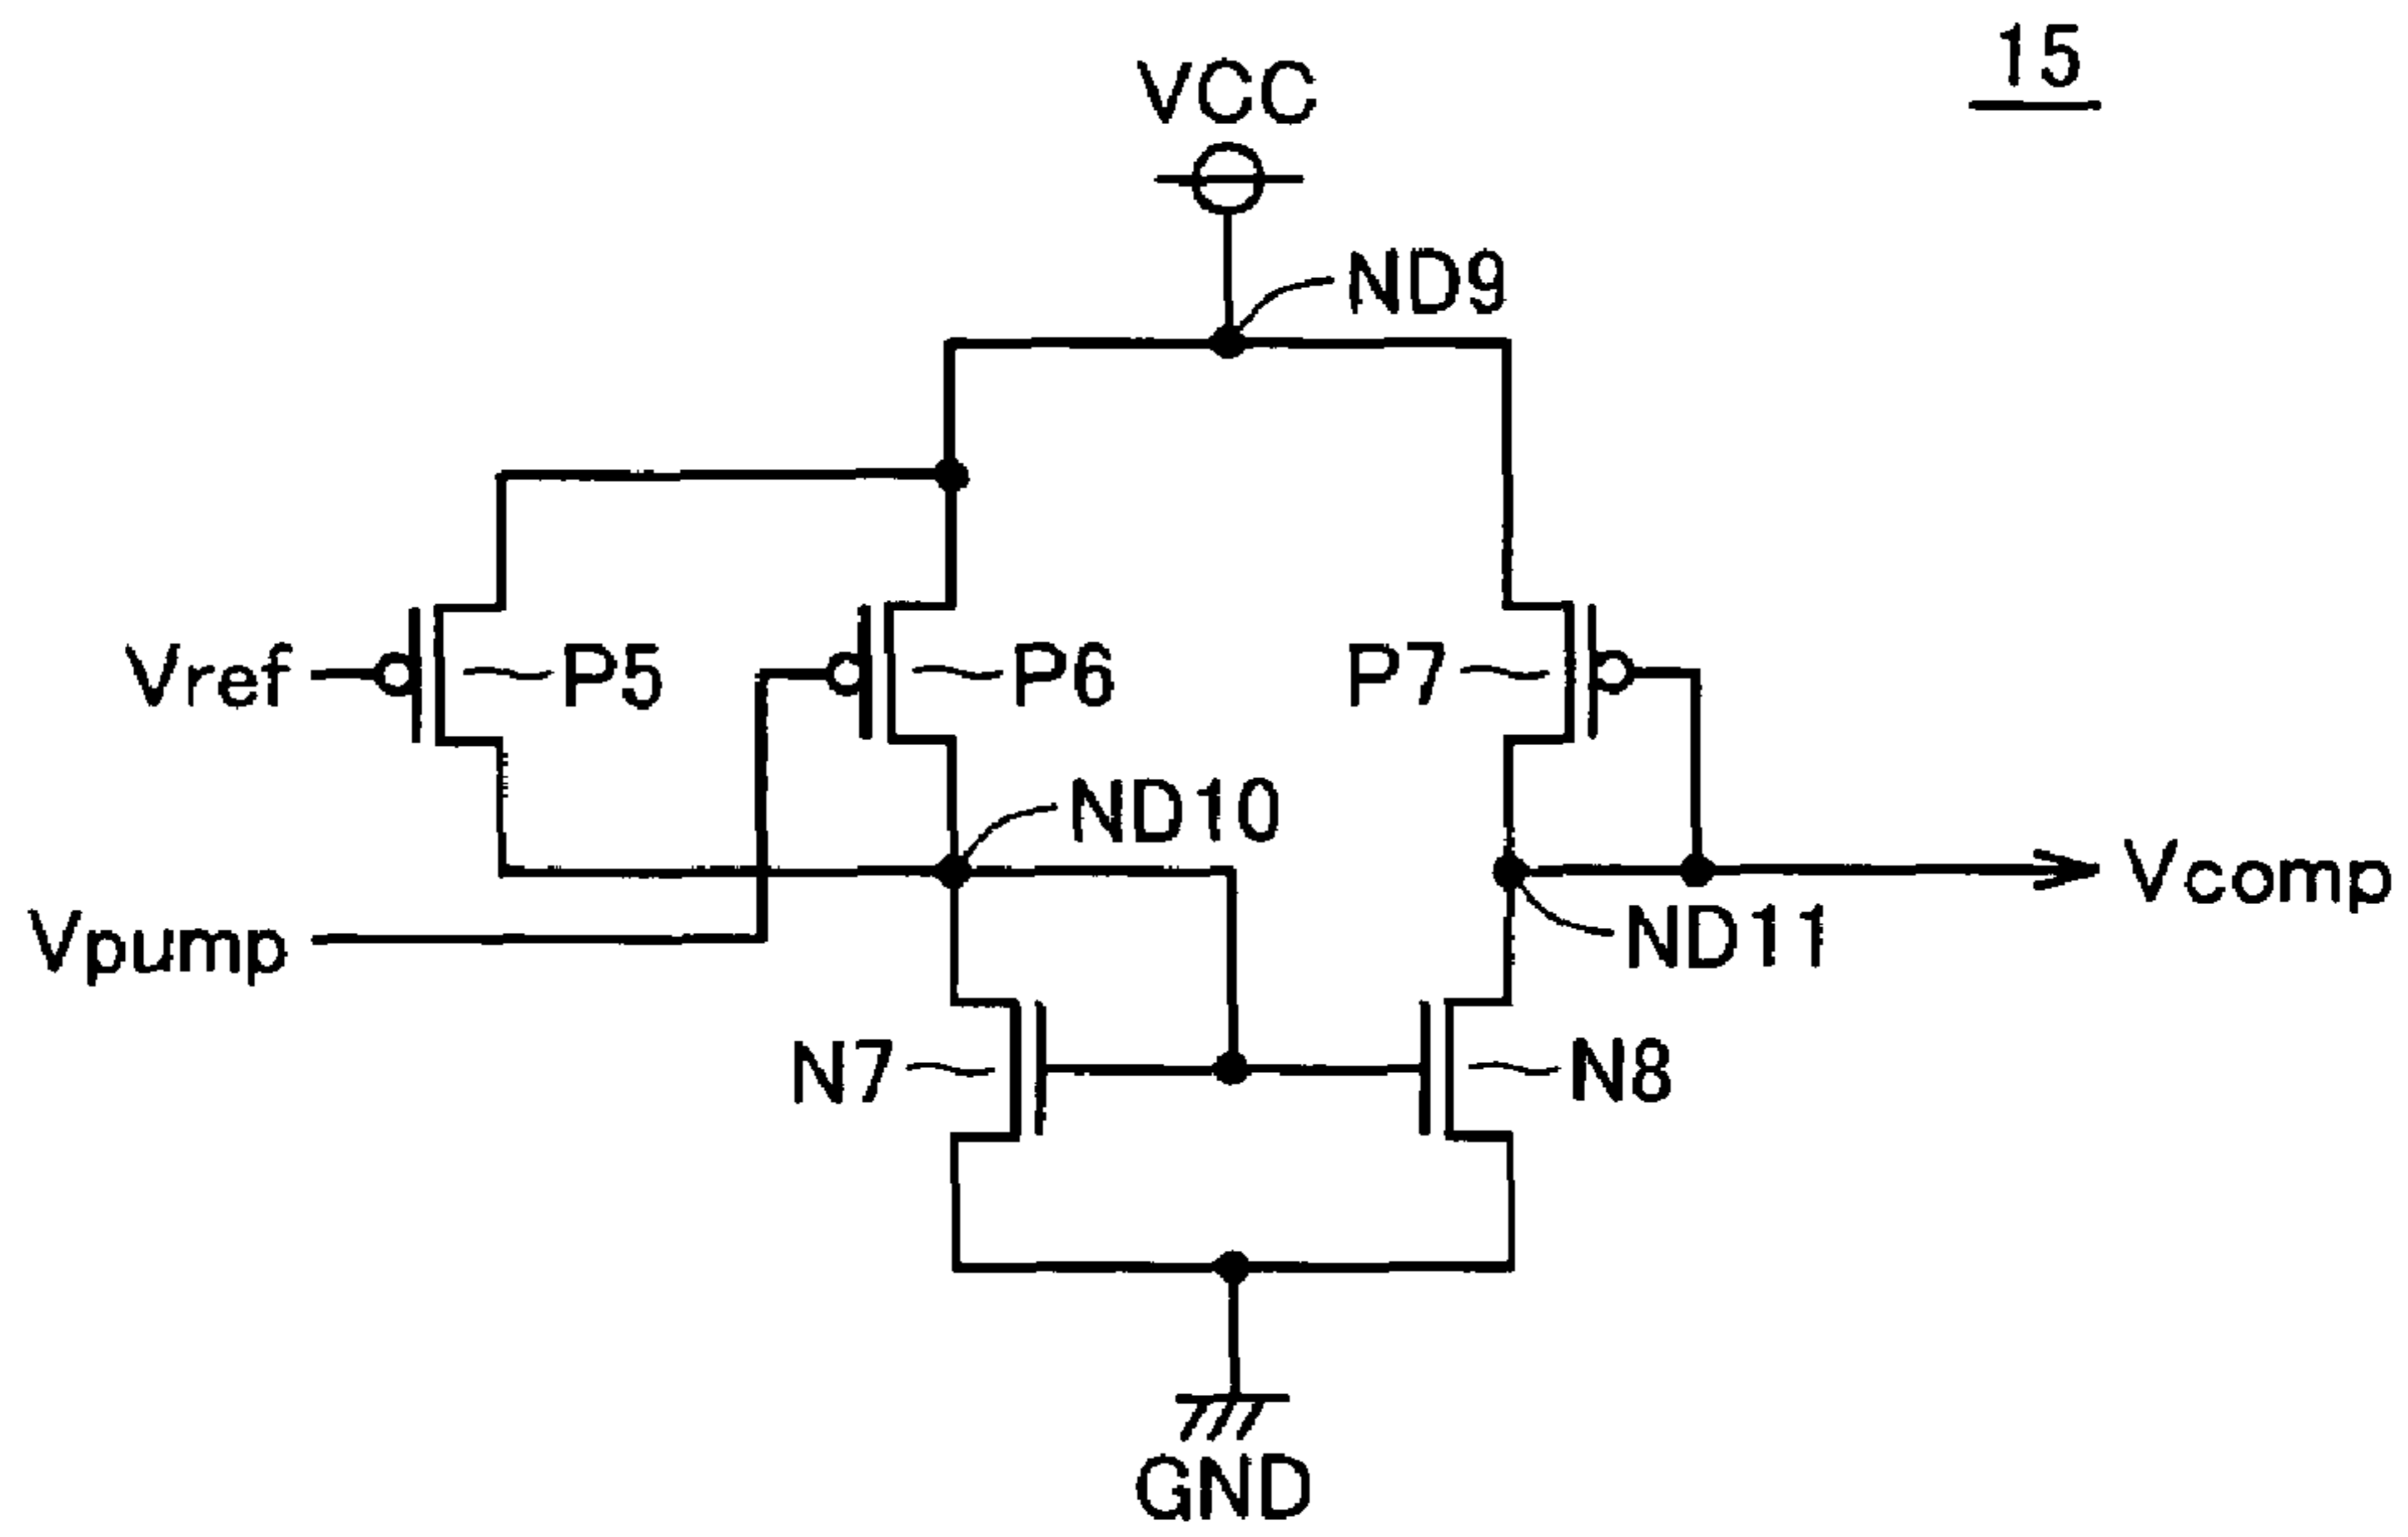 15
VCC
ND9
Vref
P5
P6
P7
ND10
Vcomp
Vpump
ND11
N7
N8
GND